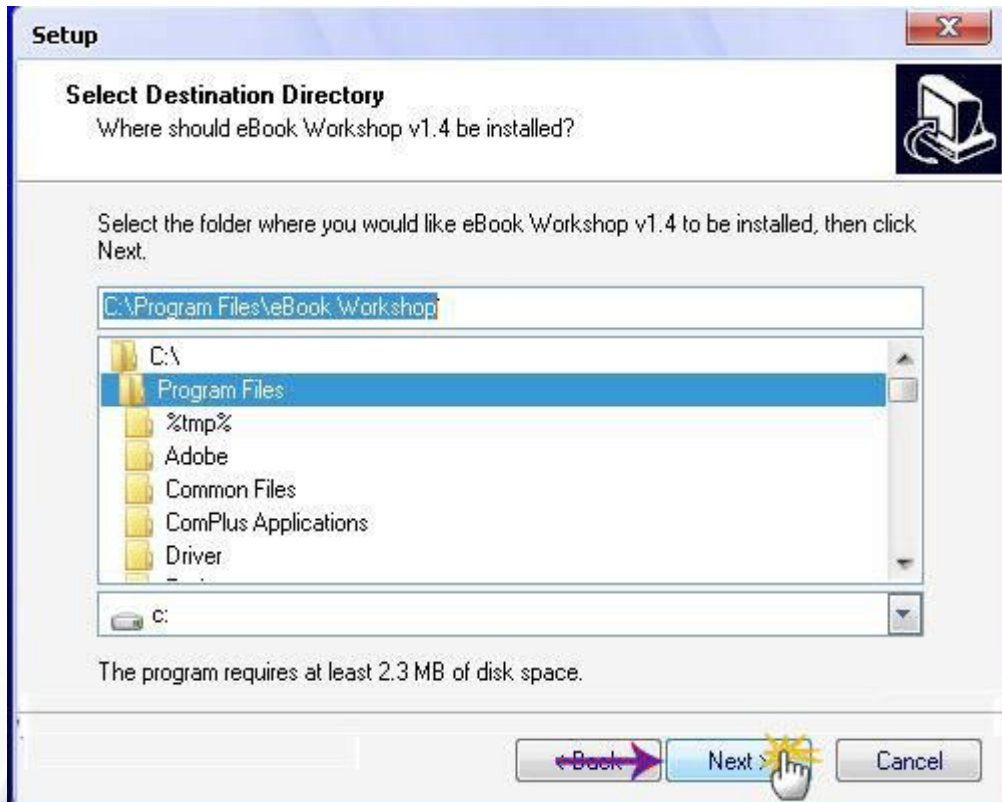 Setup
Select Destination Directory
Where should eBook Workshop v1.4 be installed?
Select the folder where you would like eBook Workshop v1.4 to be installed, then click
Next.
C:\Program Files\eBook Workshop
C:\
Program Files
%tmp%
Adobe
Common Files
ComPlus Applications
Driver
c:
The program requires at least 2.3 MB of disk space.
< Back Next > Cancel